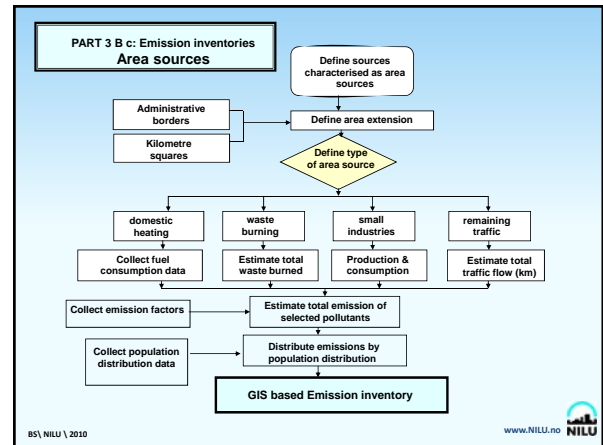 PART 3 B c: Emission inventories
Area sources
Define sources
characterised as area
sources
Administrative
borders
Define area extension
Kilometre
squares
Define type
of area source
domestic
heating
waste
burning
small
industries
remaining
traffic
Collect fuel
consumption data
Estimate total
waste burned
Production &
consumption
Estimate total
traffic flow (km)
Collect emission factors
Estimate total emission of
selected pollutants
Collect population
distribution data
Distribute emissions by
population distribution
GIS based Emission inventory
BS\ NILU \ 2010
www.NILU.no
NILU